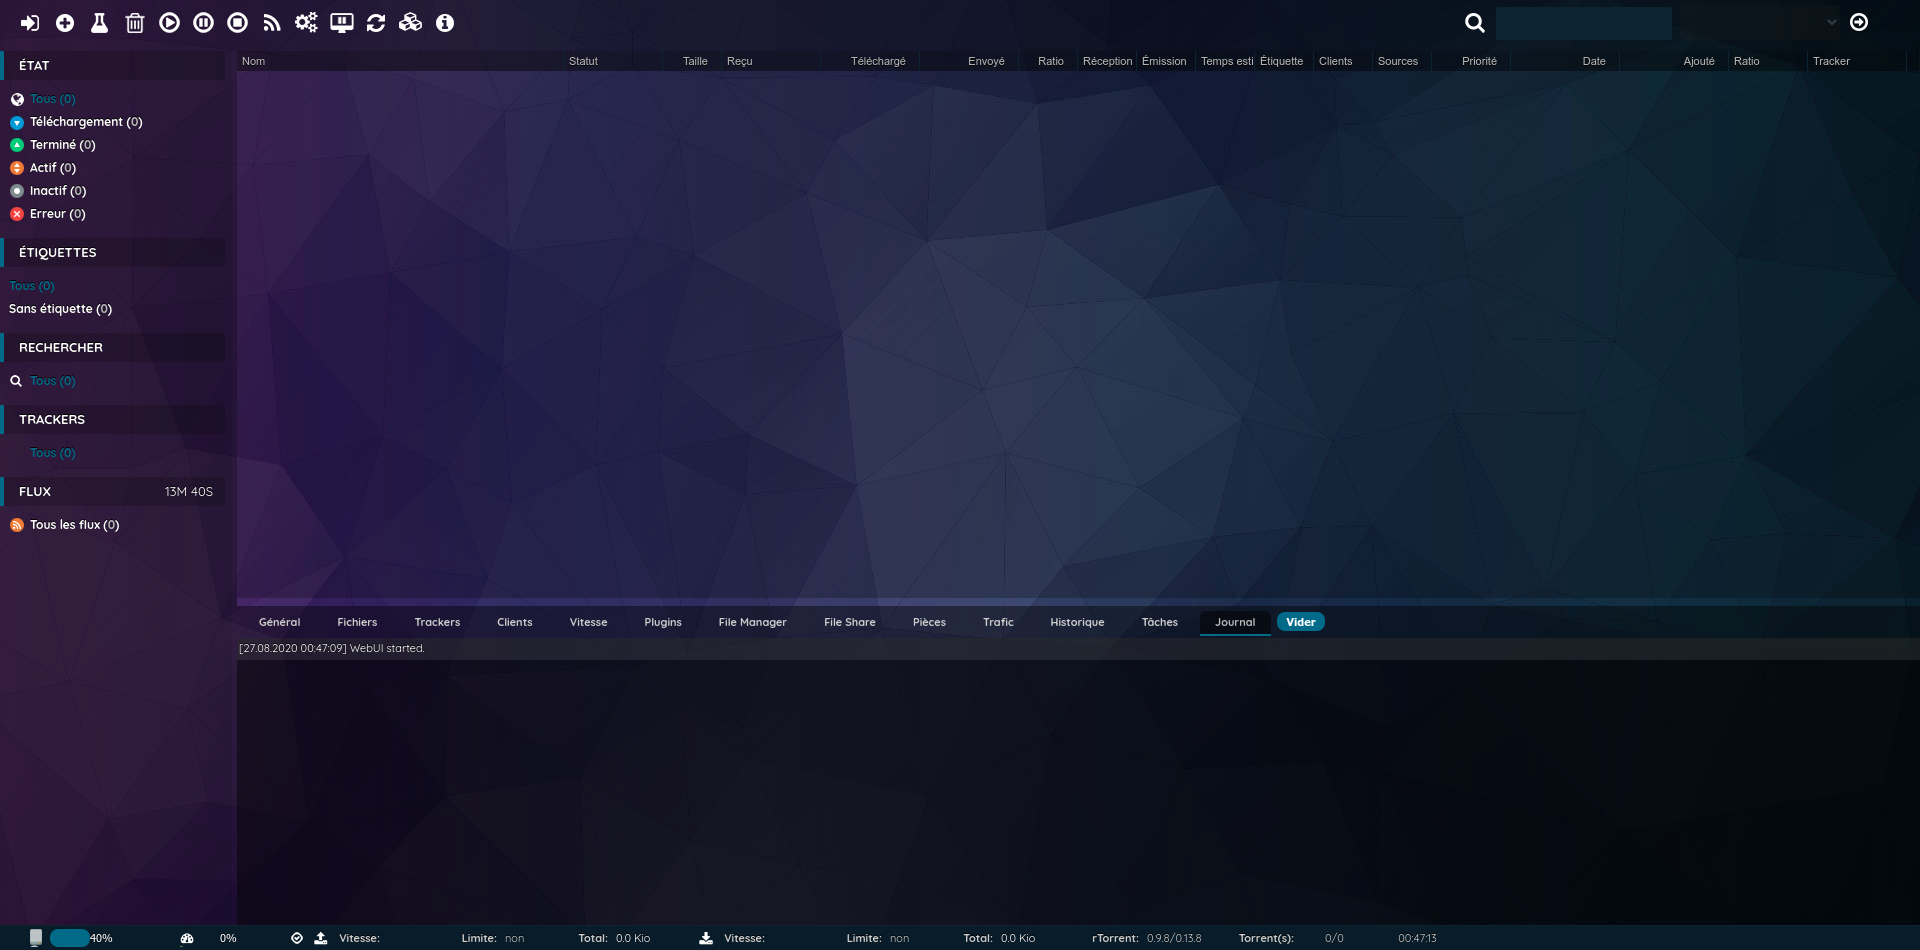 ÉTAT
Tous (0)
Téléchargement (0)
Terminé (0)
Actif (0)
Inactif (0)
Erreur (0)
ÉTIQUETTES
Tous (0)
Sans étiquette (0)
RECHERCHER
Tous (0)
TRACKERS
Tous (0)
FLUX 13M 40S
Tous les flux (0)
Nom Statut Taille Reçu Téléchargé Envoyé Ratio Réception Émission Temps esti Étiquette Clients Sources Priorité Date Ajouté Ratio Tracker
Général Fichiers Trackers Clients Vitesse Plugins File Manager File Share Pièces Trafic Historique Tâches Journal Vider
[27.08.2020 00:47:09] WebUI started.
40% 0% Vitesse: Limite: non Total: 0.0 Kio Vitesse: Limite: non Total: 0.0 Kio rTorrent: 0.9.8/0.13.8 Torrent(s): 0/0 00:47:13